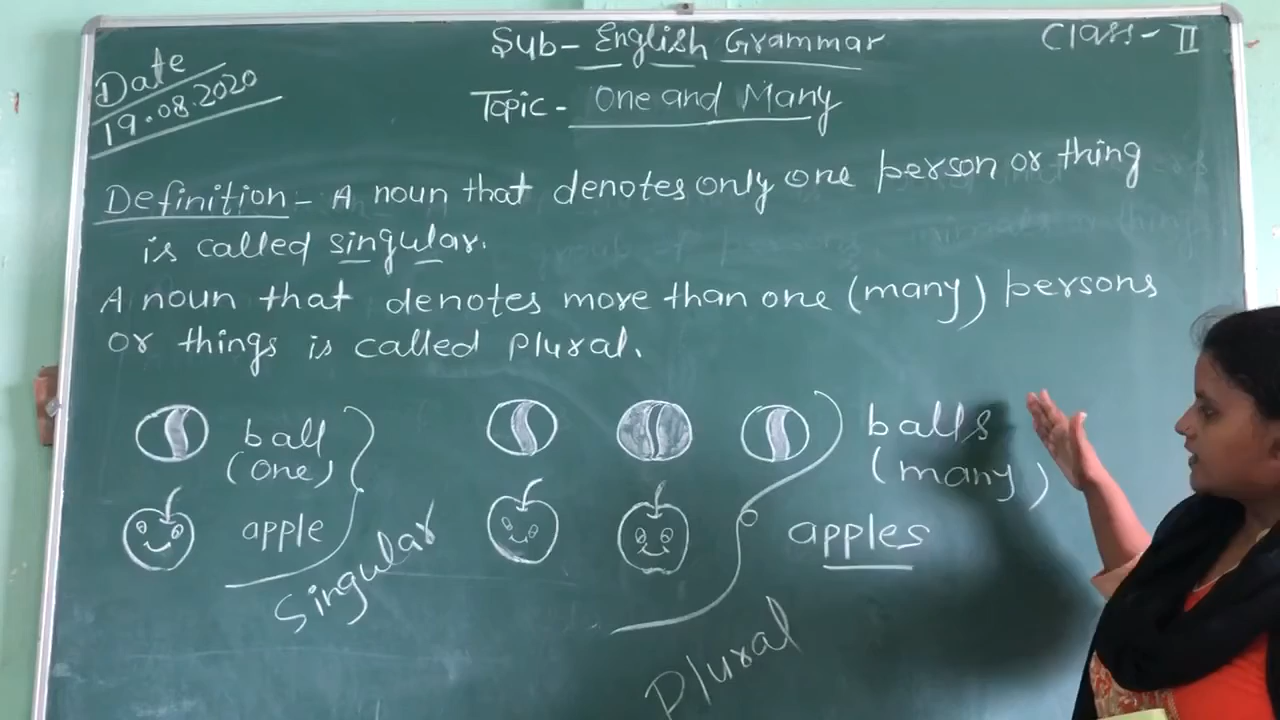 Date
19.08.2020
Sub- English Grammar
Class- II
Topic- One and Many
Definition- A noun that denotes only one person or thing
is called singular.
A noun that denotes more than one (many) persons
or things is called Plural.
ball
(one)
apple
Singular
balls
(many)
apples
Plural